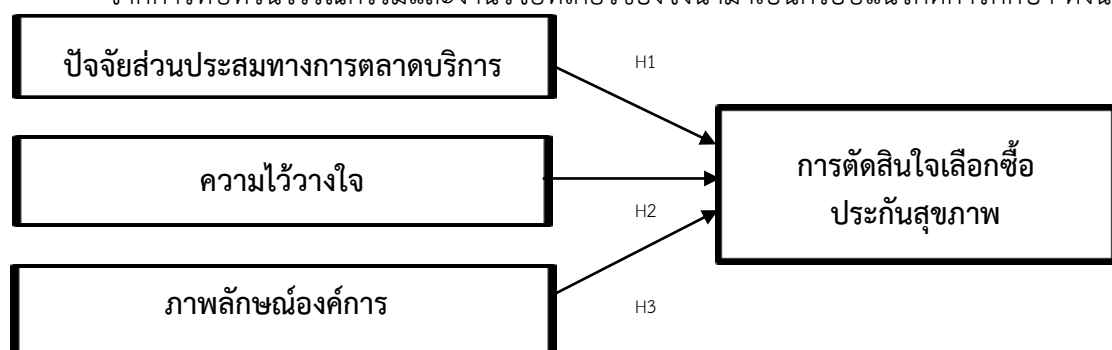 ปัจจัยส่วนประสมทางการตลาดบริการ
H1
ความไว้วางใจ
H2
การตัดสินใจเลือกซื้อ
ประกันสุขภาพ
ภาพลักษณ์องค์การ
H3